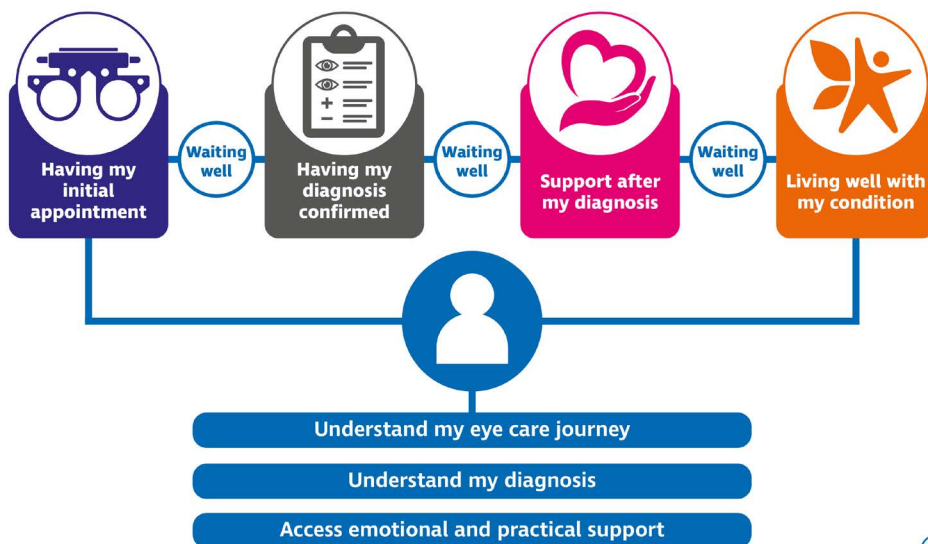 Having my
initial
appointment
Waiting
well
Having my
diagnosis
confirmed
Waiting
well
Support after
my diagnosis
Waiting
well
Living well with
my condition
Understand my eye care journey
Understand my diagnosis
Access emotional and practical support